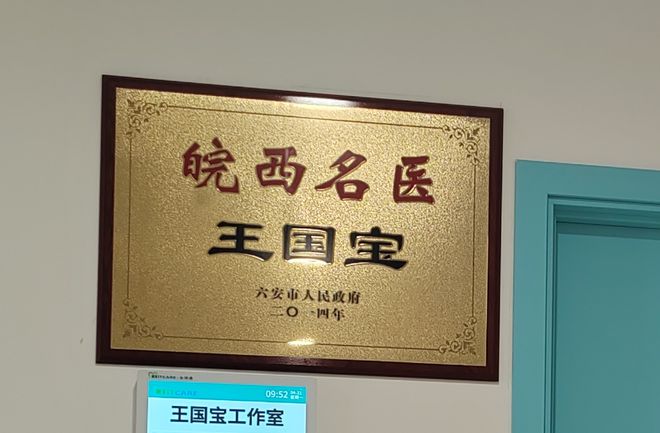 皖西名医
王国宝
六安市人民政府
二〇一四年
09:52
王国宝工作室